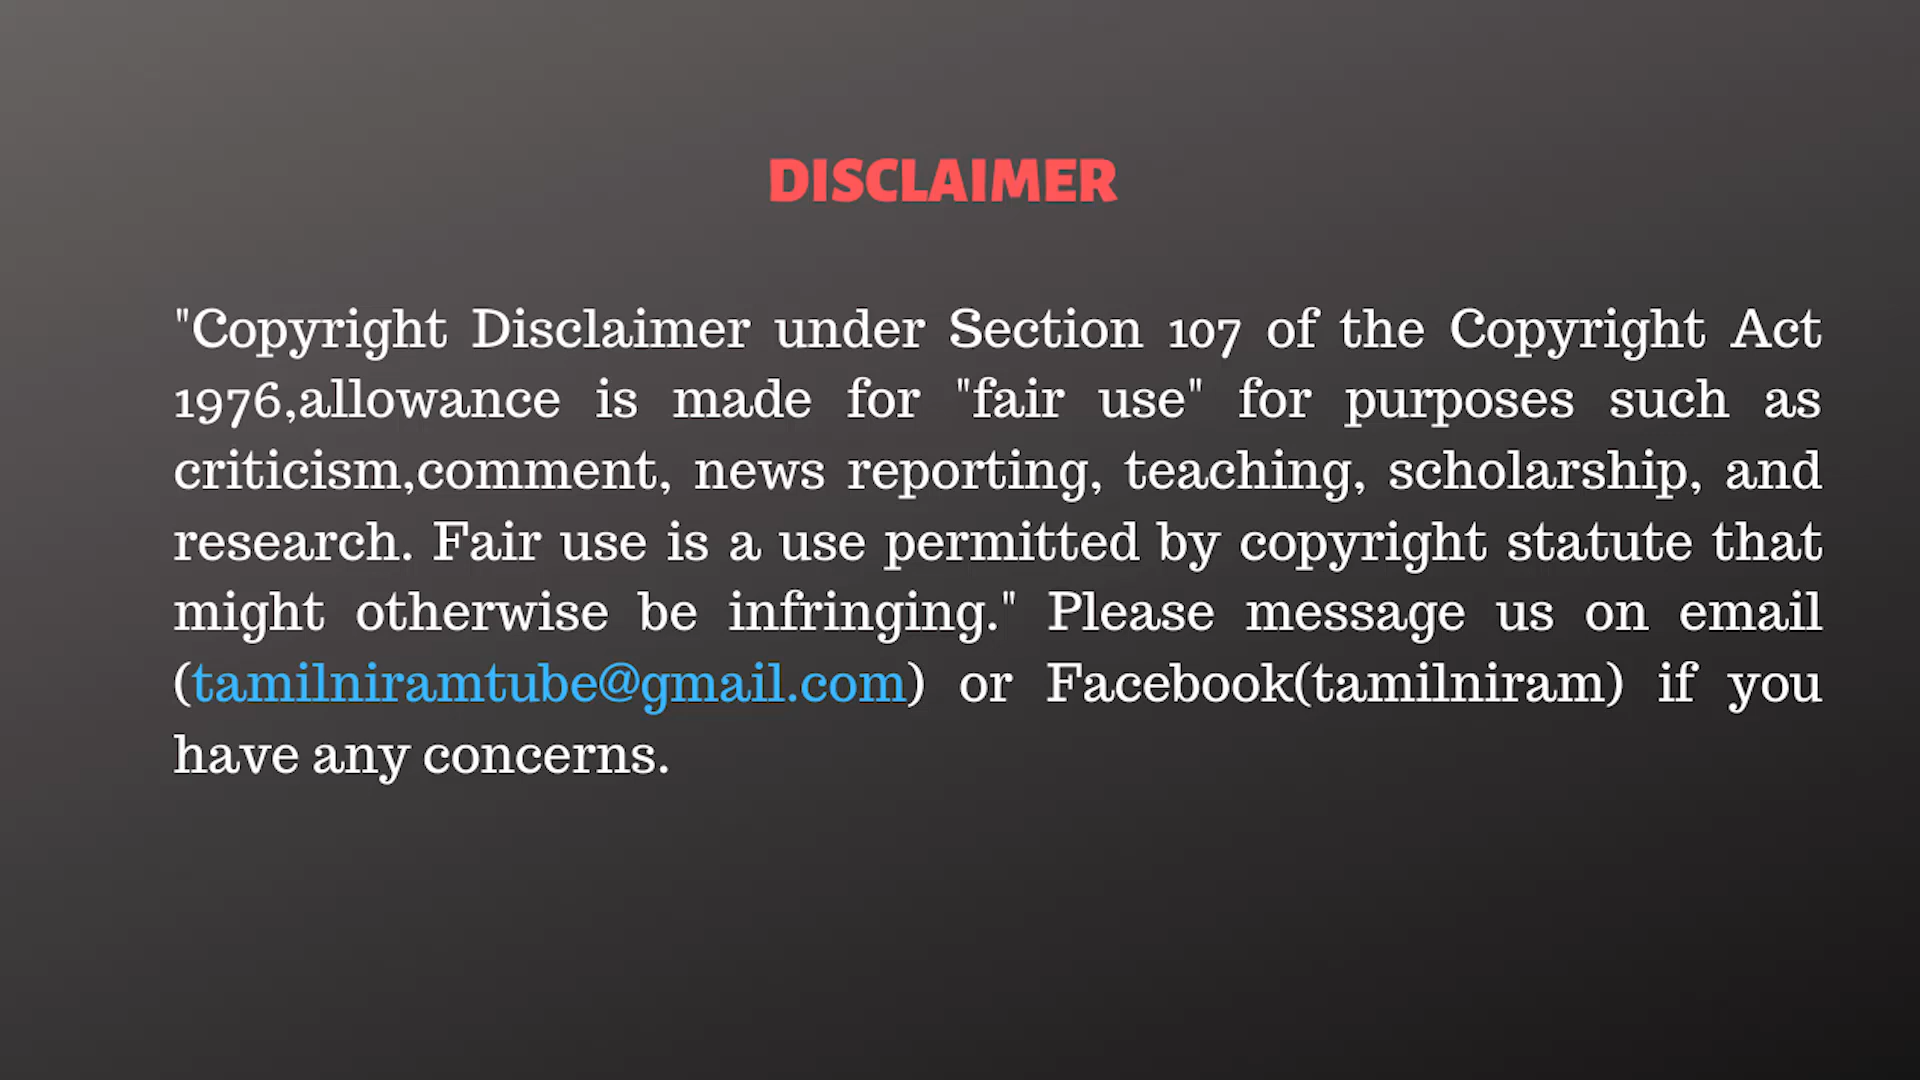 DISCLAIMER
"Copyright Disclaimer under Section 107 of the Copyright Act
1976,allowance is made for "fair use" for purposes such as
criticism,comment, news reporting, teaching, scholarship, and
research. Fair use is a use permitted by copyright statute that
might otherwise be infringing." Please message us on email
(tamilniramtube@gmail.com) or Facebook(tamilniram) if you
have any concerns.